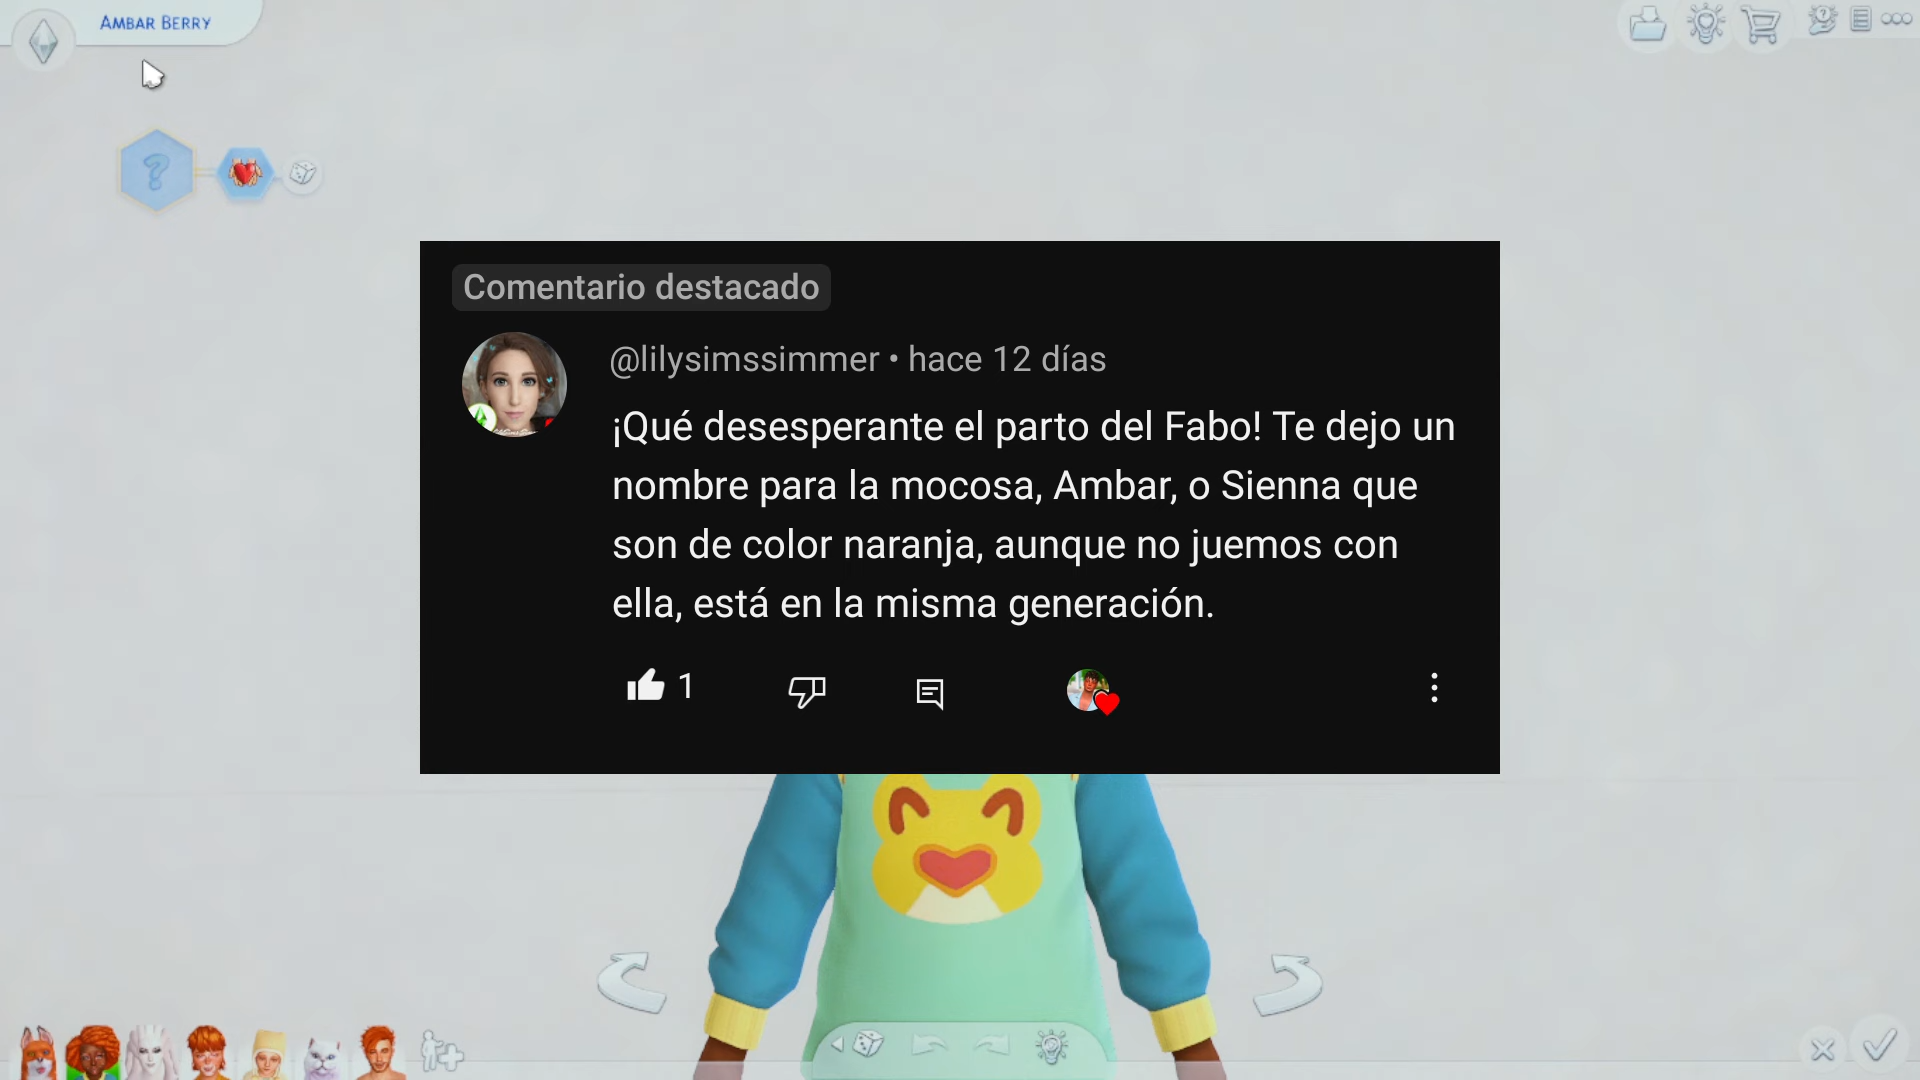 AMBAR BERRY
Comentario destacado
@lilysimssimmer • hace 12 días
¡Qué desesperante el parto del Fabo! Te dejo un
nombre para la mocosa, Ambar, o Sienna que
son de color naranja, aunque no juemos con
ella, está en la misma generación.
1